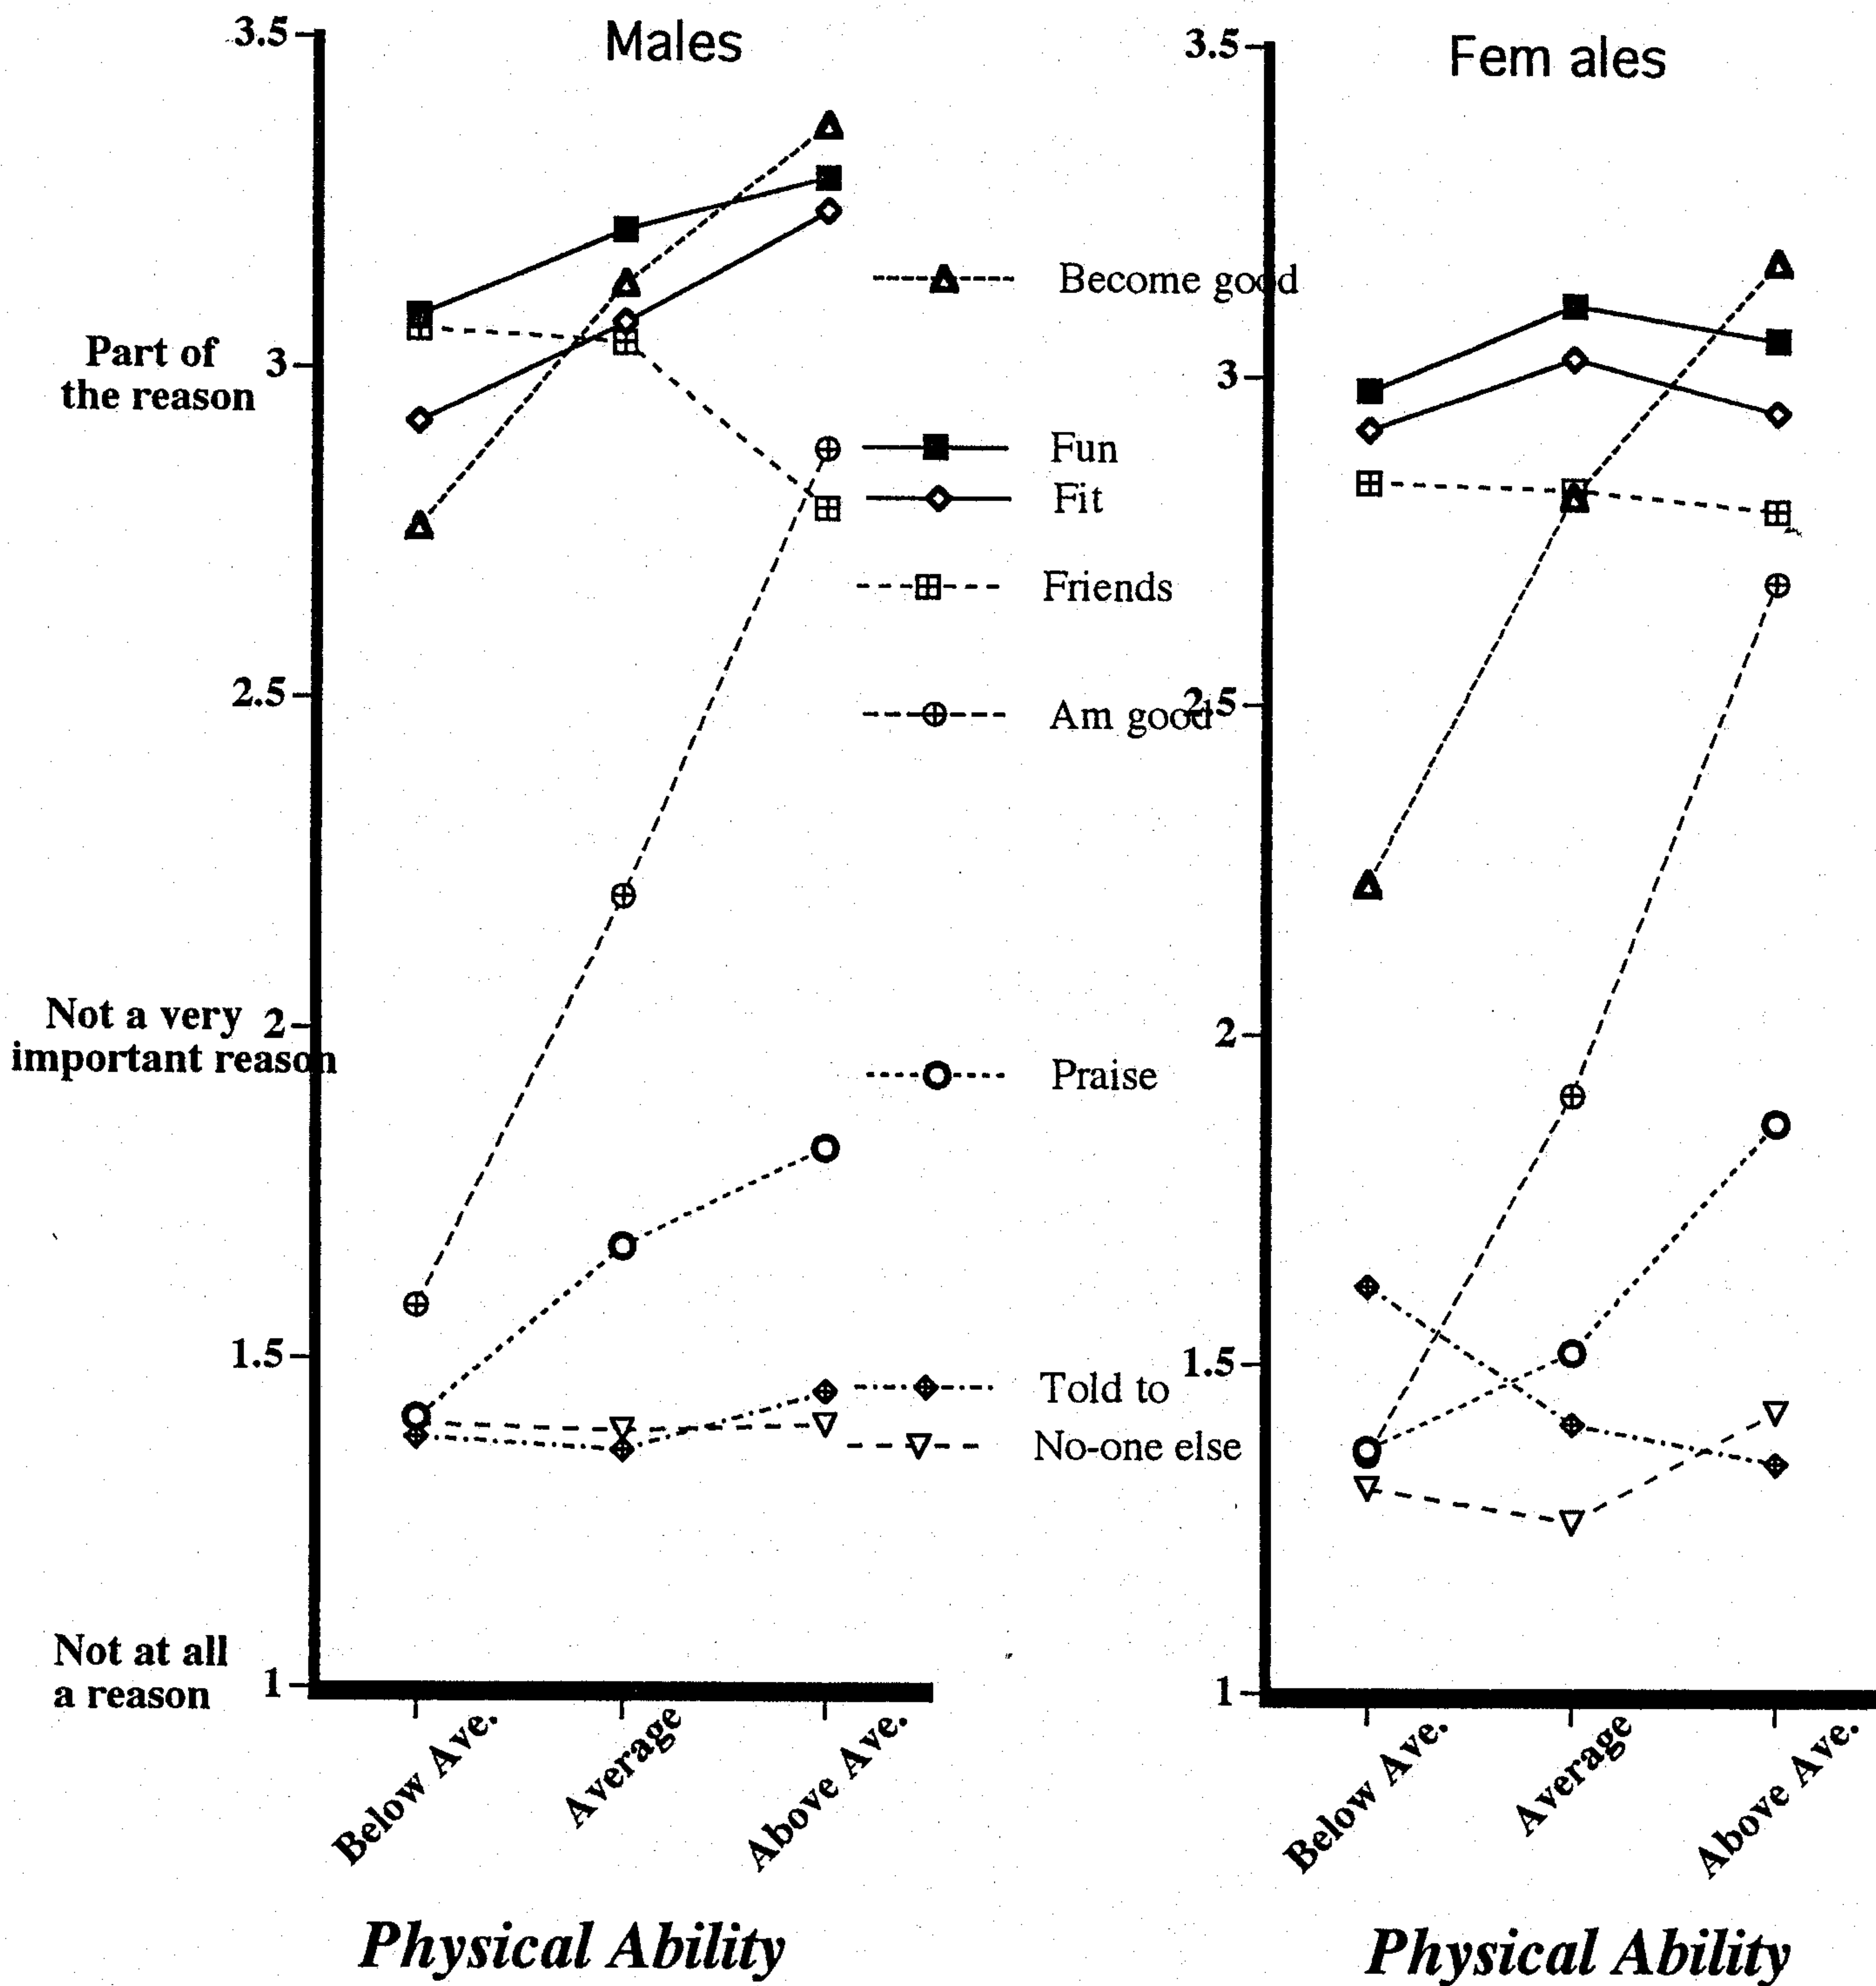 Males
Fem ales
3.5
3
2.5
2
1.5
1
Part of
the reason
Not a very
important reason
Not at all
a reason
Become good
Fun
Fit
Friends
Am good
Praise
Told to
No-one else
3.5
3
2.5
2
1.5
1
Below Ave.
Average
Above Ave.
Below Ave.
Average
Above Ave.
Physical Ability
Physical Ability